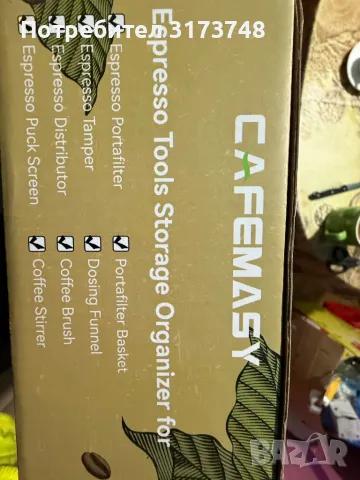 Потребител 3173748
CAFEMASY
Espresso Tools Storage Organizer for
Espresso Portafilter
Espresso Tamper
Espresso Distributor
Espresso Puck Screen
Portafilter Basket
Dosing Funnel
Coffee Brush
Coffee Stirrer
BAZAR